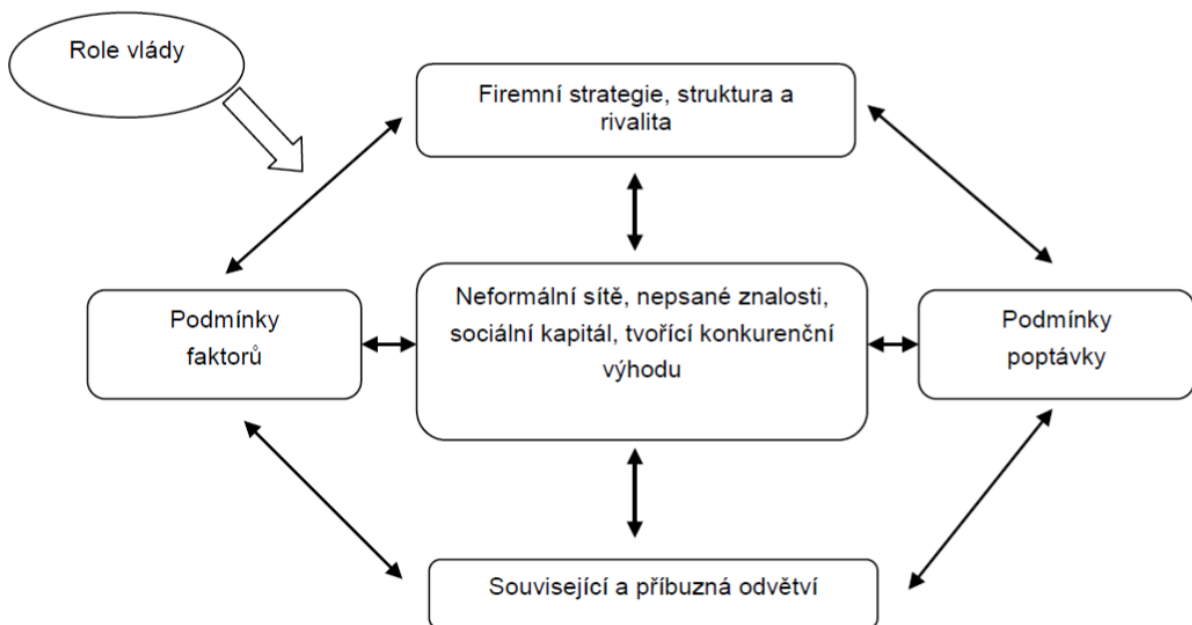 Role vlády
Firemní strategie, struktura a
rivalita
Neformální sítě, nepsané znalosti,
sociální kapitál, tvořící konkurenční
výhodu
Podmínky
faktorů
Podmínky
poptávky
Související a příbuzná odvětví